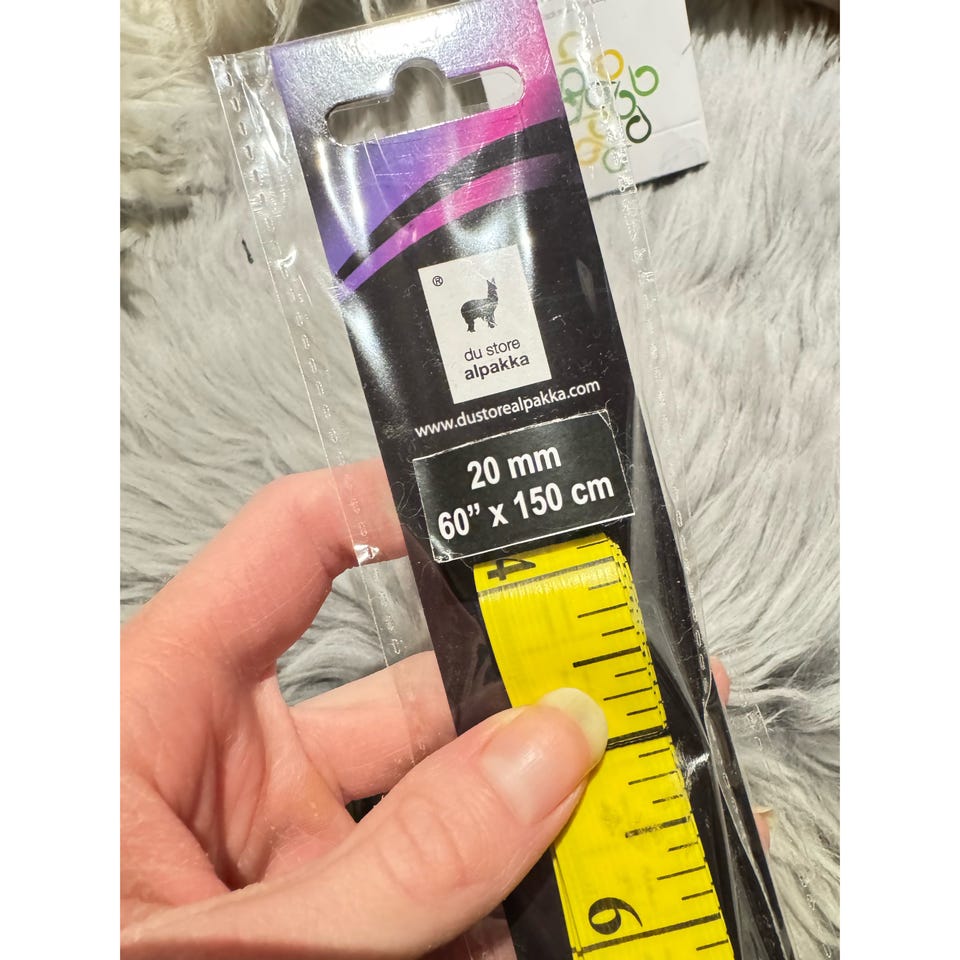 ®
du store
alpakka
www.dustorealpakka.com
20 mm
60” x 150 cm
4
6